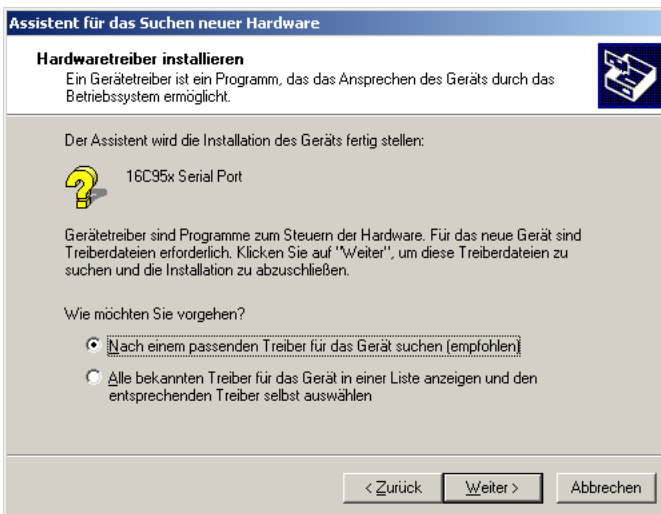 Assistent für das Suchen neuer Hardware
Hardwaretreiber installieren
Ein Gerätetreiber ist ein Programm, das das Ansprechen des Geräts durch das
Betriebssystem ermöglicht.
Der Assistent wird die Installation des Geräts fertig stellen:
16C95x Serial Port
Gerätetreiber sind Programme zum Steuern der Hardware. Für das neue Gerät sind
Treiberdateien erforderlich. Klicken Sie auf "Weiter", um diese Treiberdateien zu
suchen und die Installation zu abzuschließen.
Wie möchten Sie vorgehen?
Nach einem passenden Treiber für das Gerät suchen (empfohlen)
Alle bekannten Treiber für das Gerät in einer Liste anzeigen und den
entsprechenden Treiber selbst auswählen
< Zurück Weiter > Abbrechen